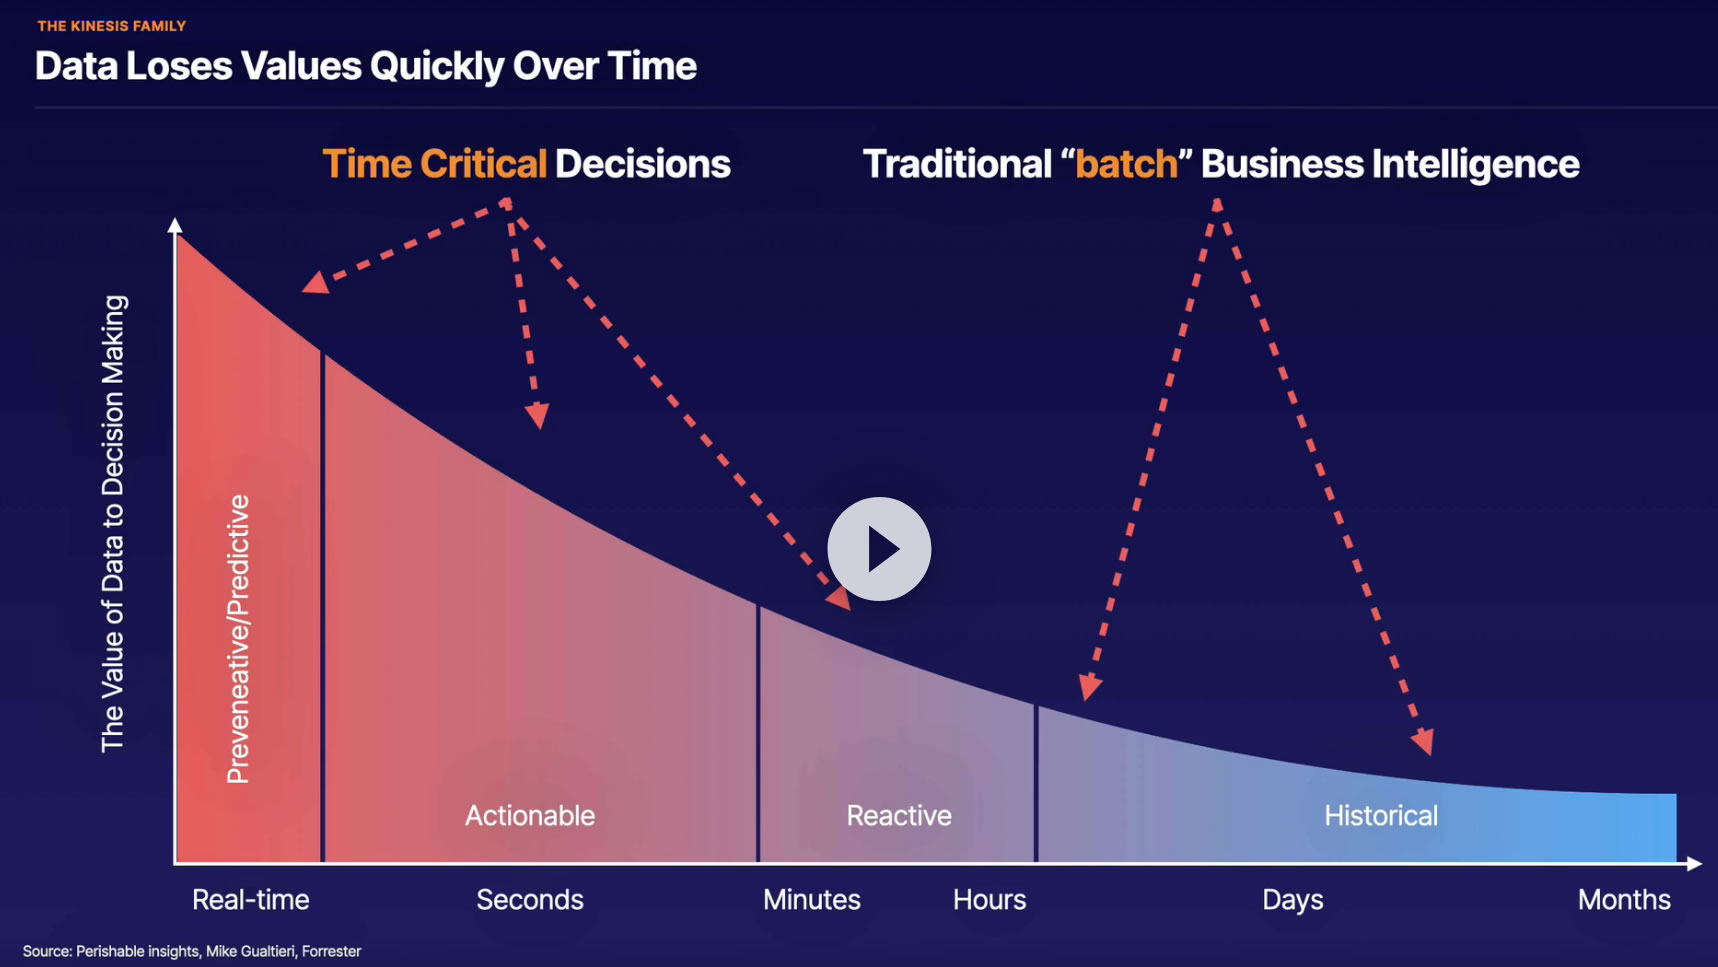 THE KINESIS FAMILY
Data Loses Values Quickly Over Time
Time Critical Decisions
Traditional “batch” Business Intelligence
The Value of Data to Decision Making
Preveneative/Predictive
Actionable
Reactive
Historical
Real-time
Seconds
Minutes
Hours
Days
Months
Source: Perishable insights, Mike Gualtieri, Forrester